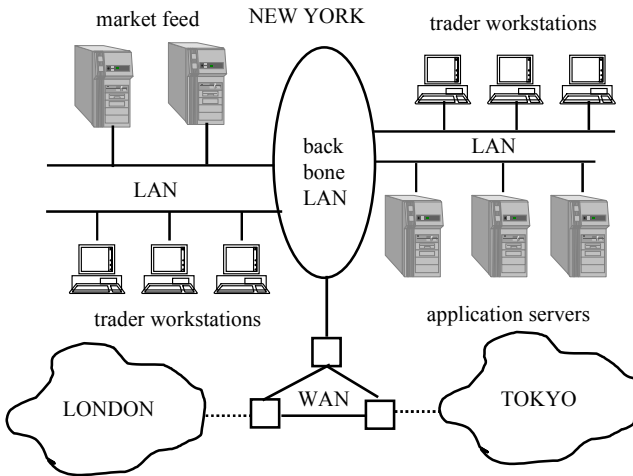 market feed
NEW YORK
trader workstations
back
bone
LAN
LAN
LAN
trader workstations
application servers
LONDON
WAN
TOKYO